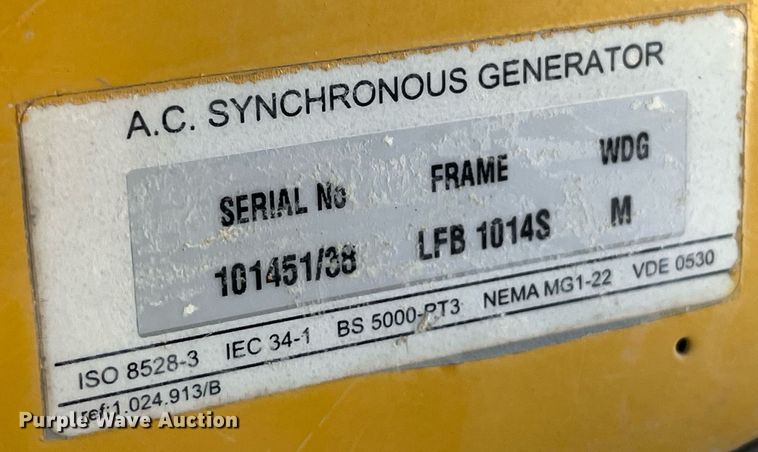 A.C. SYNCHRONOUS GENERATOR
SERIAL No FRAME WDG
101451/38 LFB 1014S M
ISO 8528-3 IEC 34-1 BS 5000-PT3 NEMA MG1-22 VDE 0530
ref:1.024.913/B
Purple Wave Auction